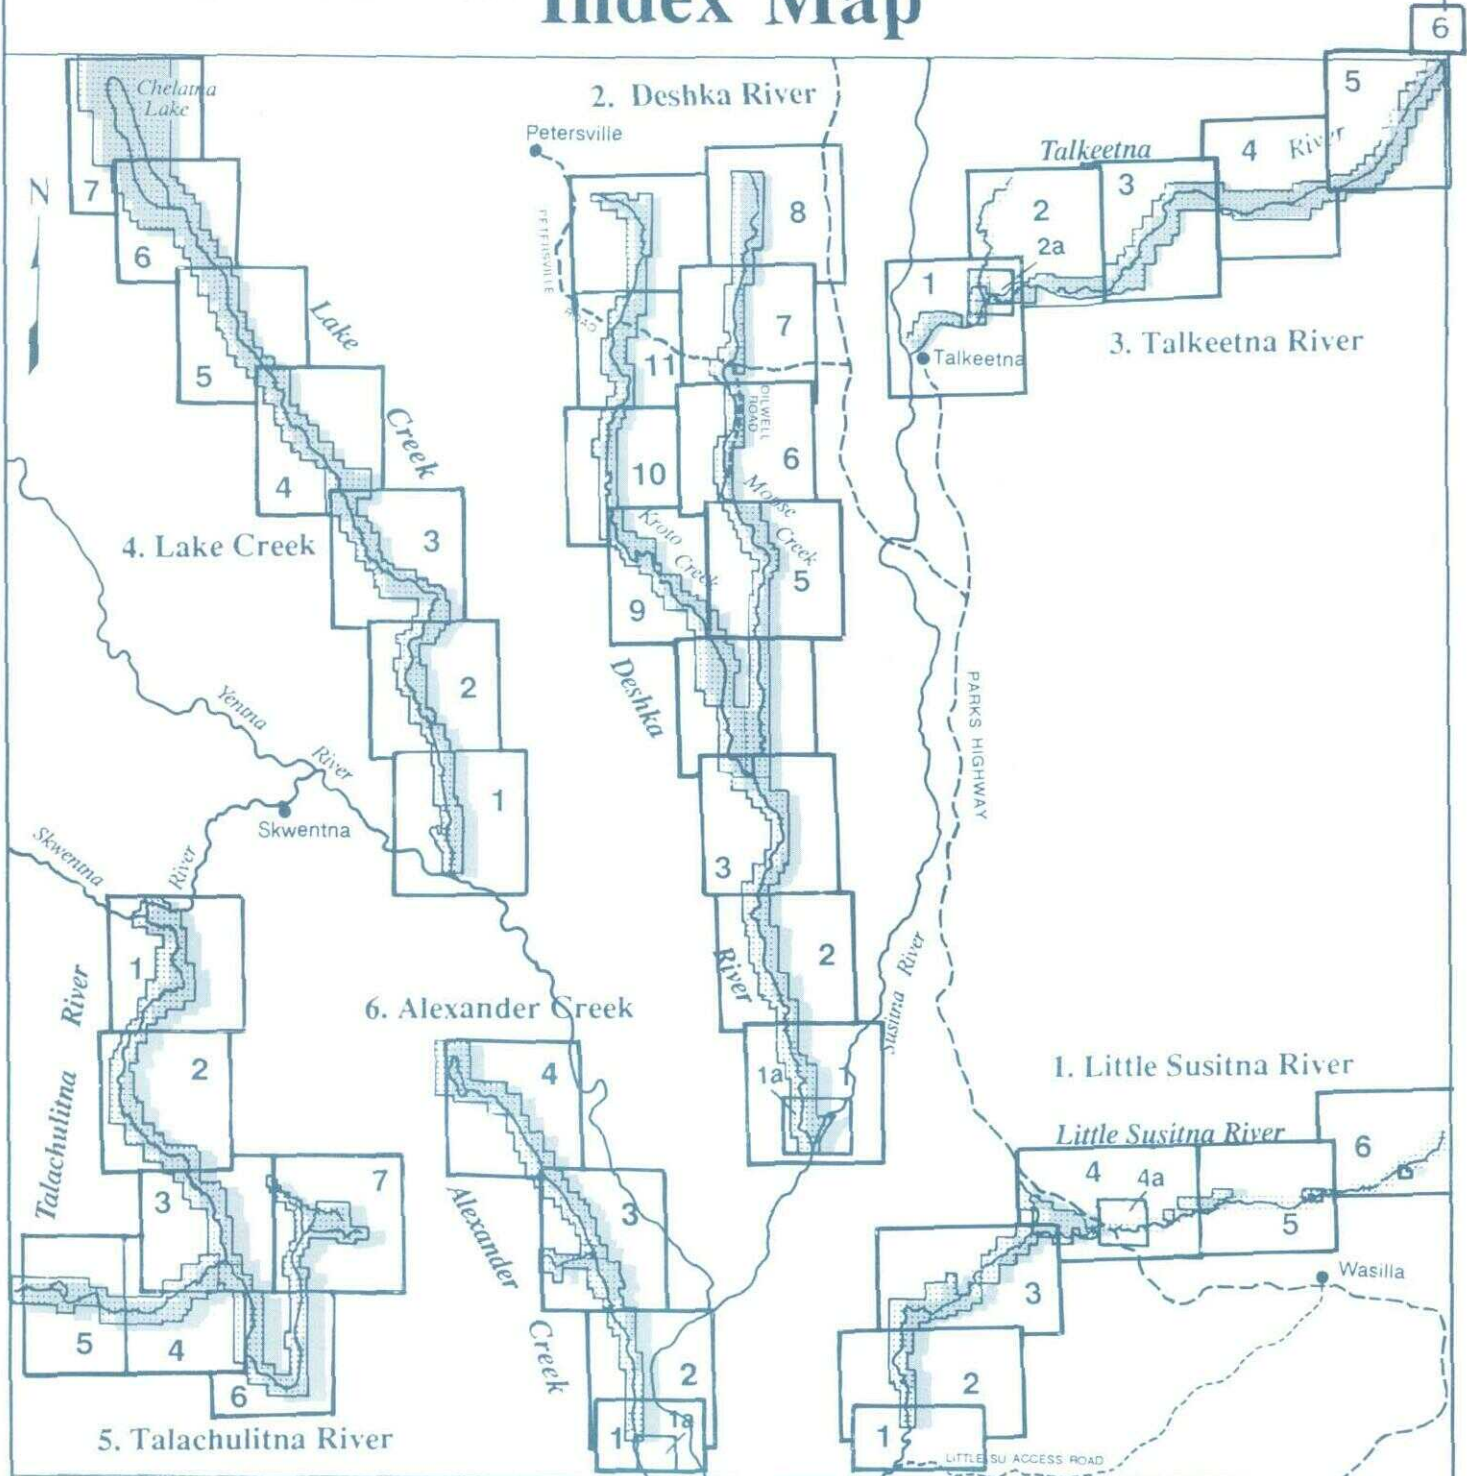 Index Map
6
Chelatna
Lake
7
6
5
4
3
2
1
Lake
Creek
4. Lake Creek
N
2. Deshka River
Petersville
PETERSVILLE
ROAD
8
7
11
OILWELL
ROAD
6
10
Moose
Creek
5
Kroto
Creek
9
Deshka
3
2
River
1a
1
Talkeetna
River
5
4
3
2
2a
1
Talkeetna
3. Talkeetna River
PARKS HIGHWAY
Susitna River
Yentna
River
Skwentna
Skwentna
River
1
2
3
7
5
4
6
Talachulitna
River
5. Talachulitna River
6. Alexander Creek
4
3
2
1
1a
Alexander
Creek
1. Little Susitna River
Little Susitna River
6
4
4a
5
3
2
1
Wasilla
LITTLE SU ACCESS ROAD